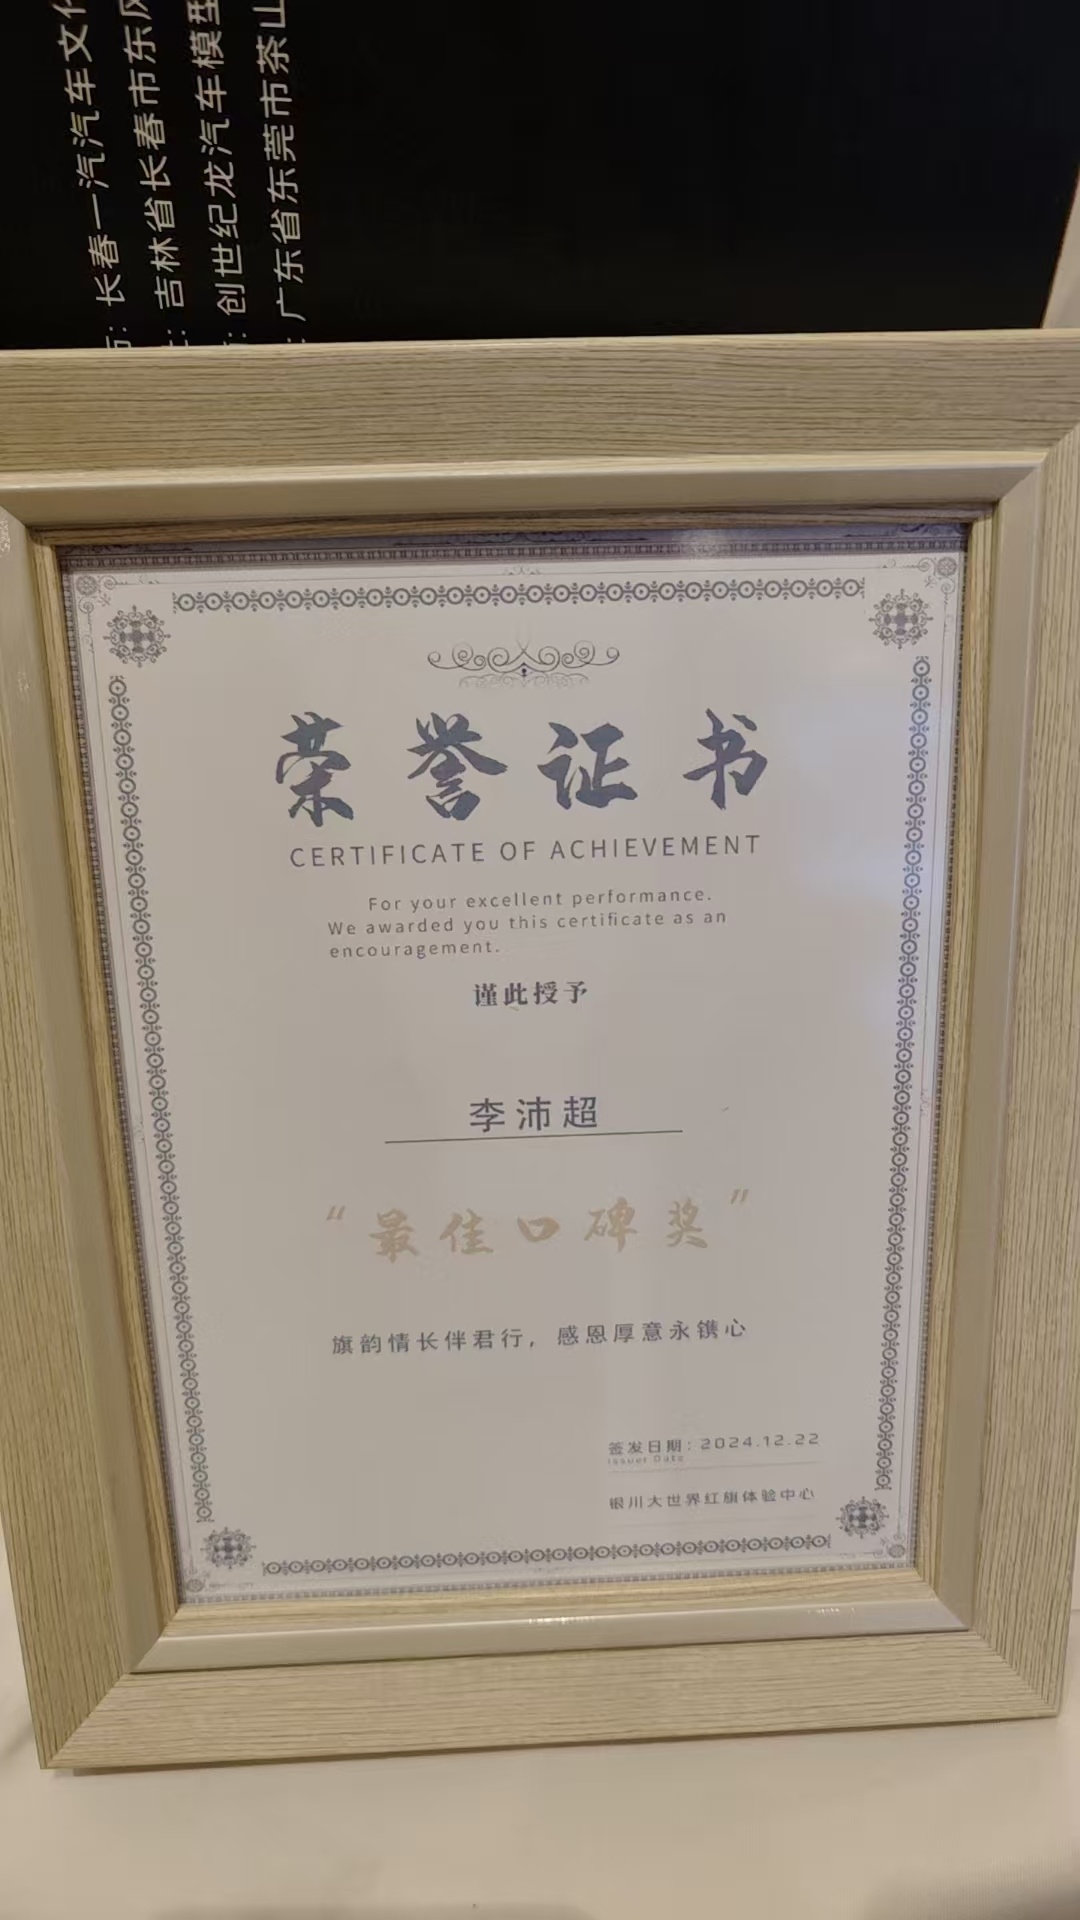 长春一汽汽车文化
吉林省长春市东风
创世纪龙汽车模型
广东省东莞市茶山
荣誉证书
CERTIFICATE OF ACHIEVEMENT
For your excellent performance.
We awarded you this certificate as an
encouragement.
谨此授予
李沛超
“最佳口碑奖”
旗韵情长伴君行，感恩厚意永镌心
签发日期：2024.12.22
Issuer Date
银川大世界红旗体验中心